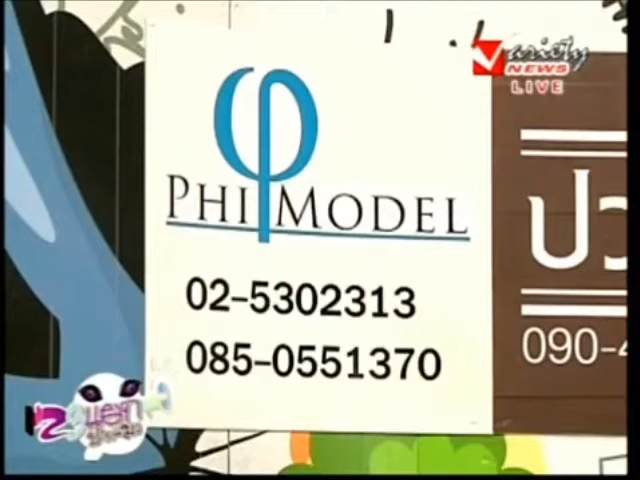 Variety
NEWS
LIVE
PHI MODEL
02-5302313
085-0551370
ปว
090-4